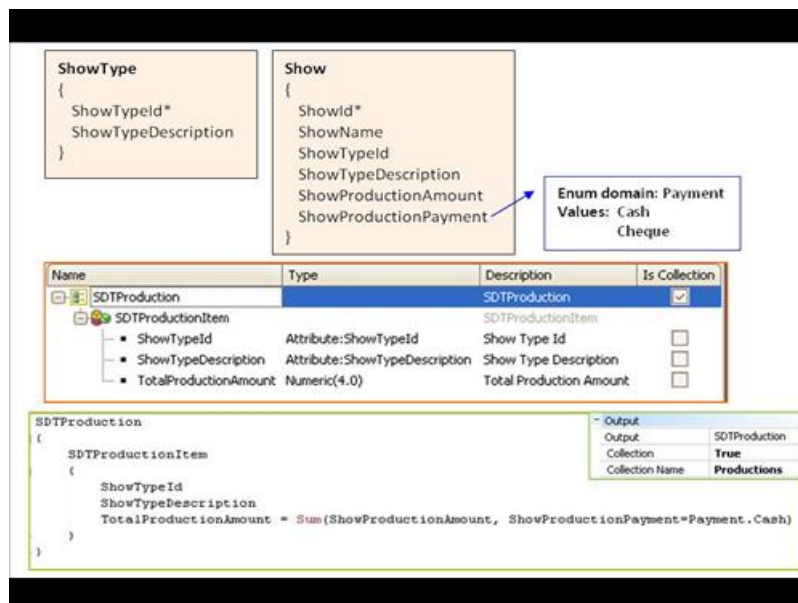 ShowType
{
ShowTypeId*
ShowTypeDescription
}
Show
{
ShowId*
ShowName
ShowTypeId
ShowTypeDescription
ShowProductionAmount
ShowProductionPayment
}
Enum domain: Payment
Values: Cash
Cheque
Name Type Description Is Collection
SDTProduction SDTProduction
SDTProductionItem SDTProductionItem
ShowTypeId Attribute:ShowTypeId Show Type Id
ShowTypeDescription Attribute:ShowTypeDescription Show Type Description
TotalProductionAmount Numeric(4.0) Total Production Amount
SDTProduction
{
SDTProductionItem
{
ShowTypeId
ShowTypeDescription
TotalProductionAmount = Sum(ShowProductionAmount, ShowProductionPayment=Payment.Cash)
}
}
Output
Output SDTProduction
Collection True
Collection Name Productions